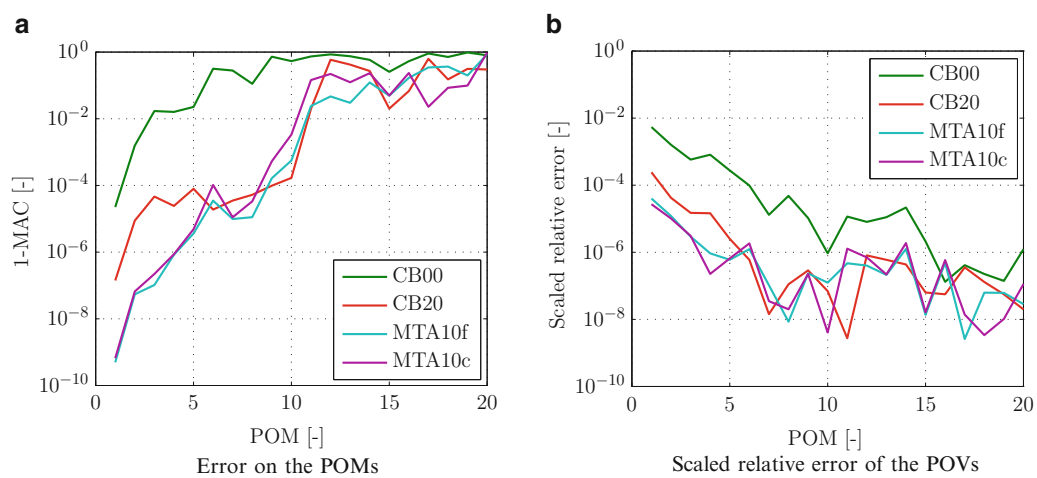 a
10^0
10^-2
10^-4
10^-6
10^-8
10^-10
1-MAC [-]
CB00
CB20
MTA10f
MTA10c
0 5 10 15 20
POM [-]
Error on the POMs
b
10^0
10^-2
10^-4
10^-6
10^-8
10^-10
Scaled relative error [-]
CB00
CB20
MTA10f
MTA10c
0 5 10 15 20
POM [-]
Scaled relative error of the POVs